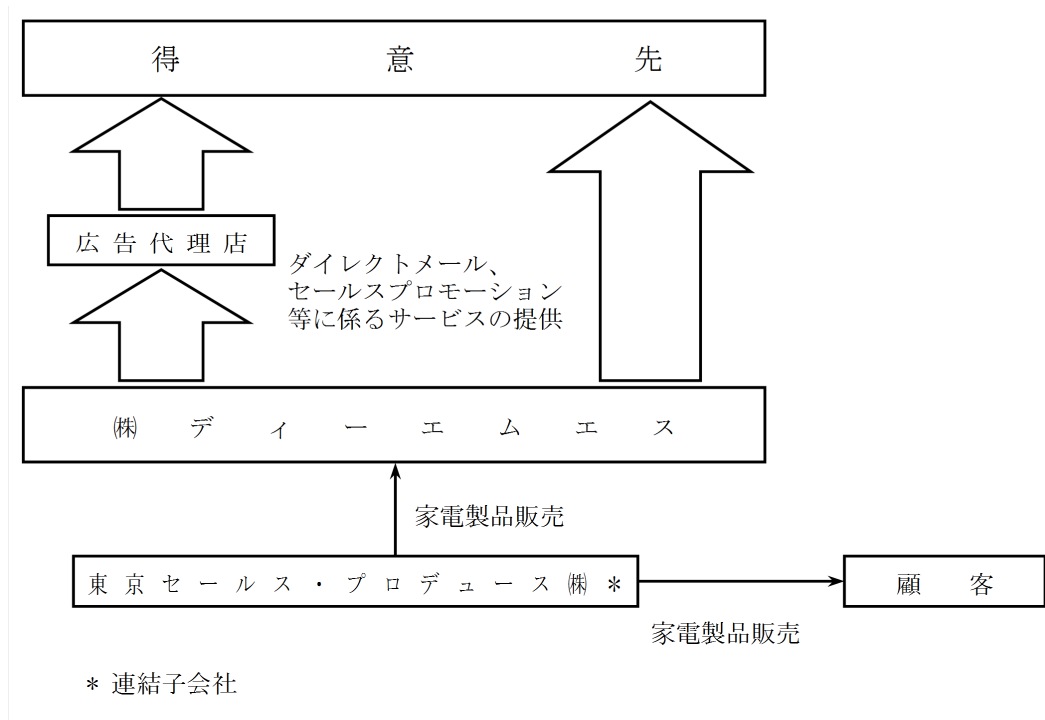 得意先
広告代理店
ダイレクトメール、
セールスプロモーション
等に係るサービスの提供
㈱ディーエムエス
家電製品販売
東京セールス・プロデュース㈱＊
顧客
家電製品販売
＊ 連結子会社